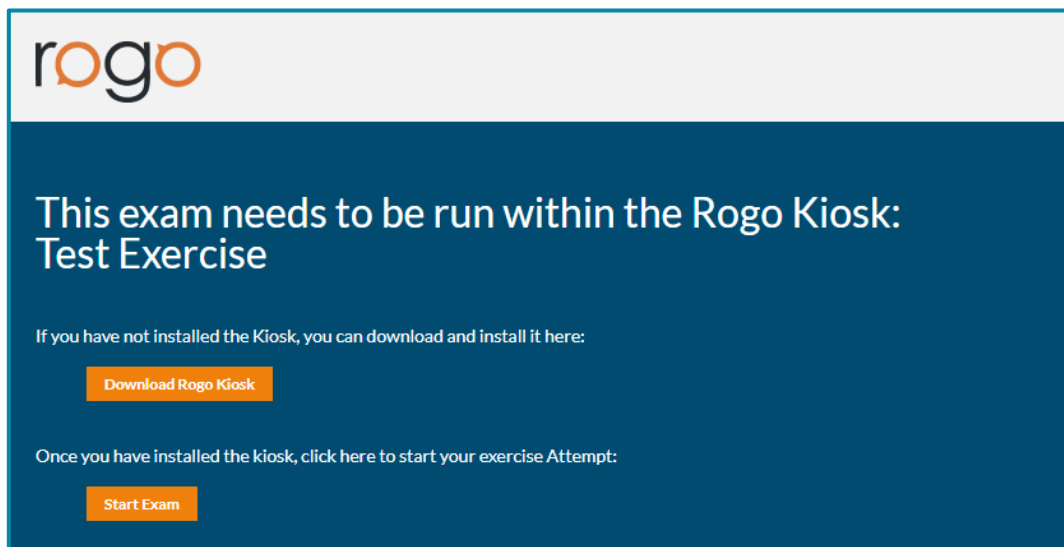 rogo
This exam needs to be run within the Rogo Kiosk:
Test Exercise
If you have not installed the Kiosk, you can download and install it here:
Download Rogo Kiosk
Once you have installed the kiosk, click here to start your exercise Attempt:
Start Exam